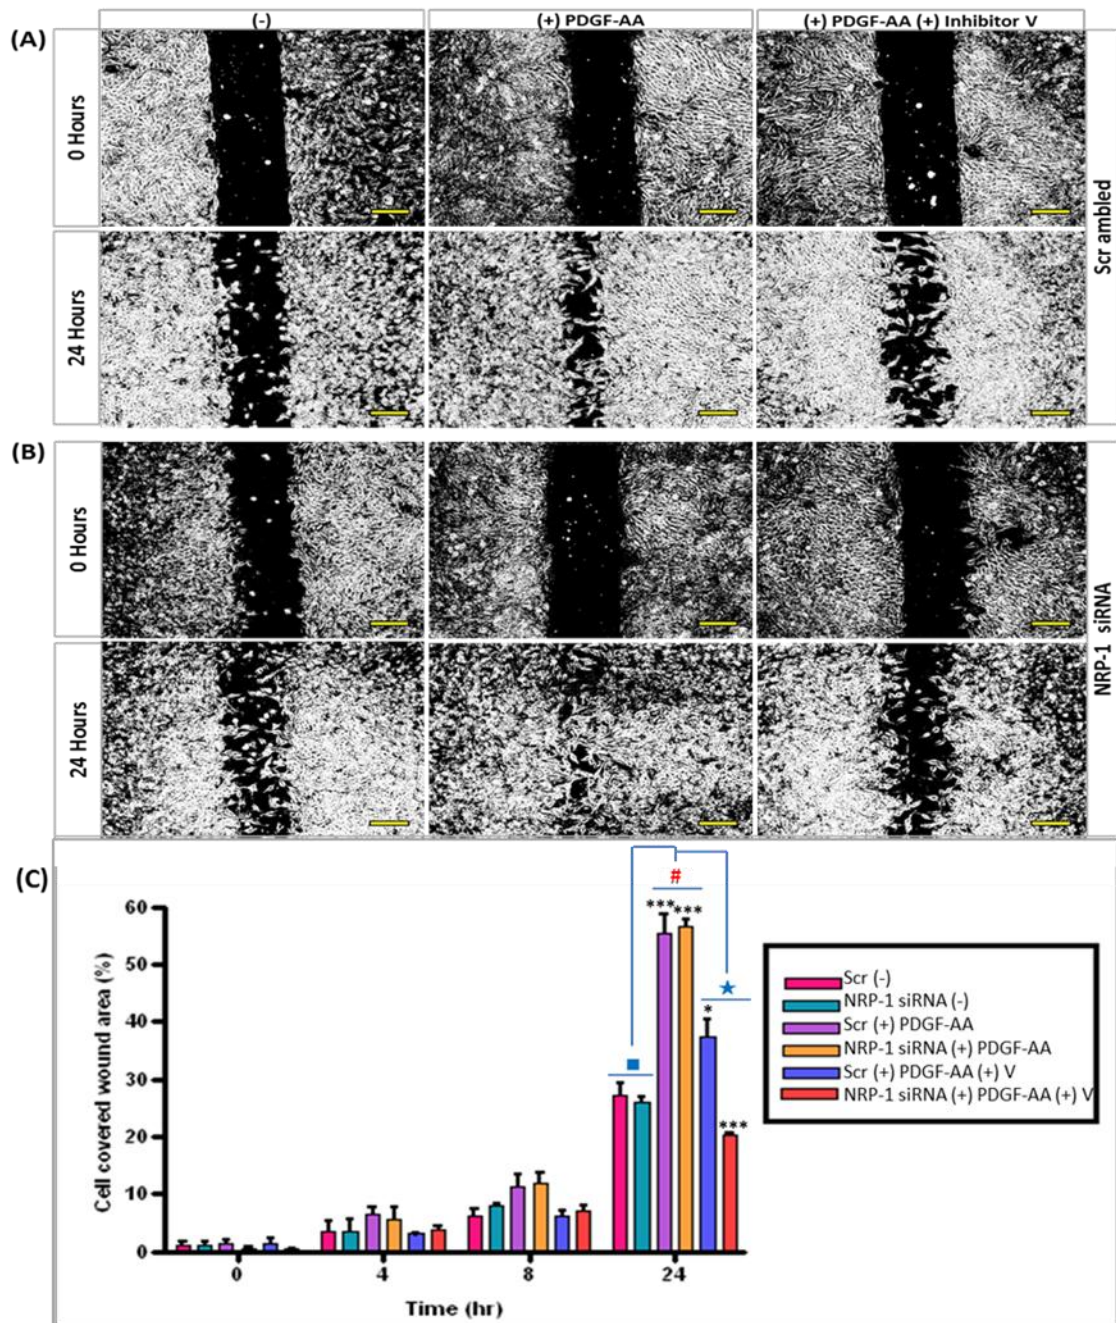 (-)
(+) PDGF-AA
(+) PDGF-AA (+) Inhibitor V
(A)
0 Hours
24 Hours
Scr ambled
(B)
0 Hours
24 Hours
NRP-1 siRNA
(C)
#
*** ***
★
*
■
***
60
50
40
30
20
10
0
Cell covered wound area (%)
0 4 8 24
Time (hr)
Scr (-)
NRP-1 siRNA (-)
Scr (+) PDGF-AA
NRP-1 siRNA (+) PDGF-AA
Scr (+) PDGF-AA (+) V
NRP-1 siRNA (+) PDGF-AA (+) V